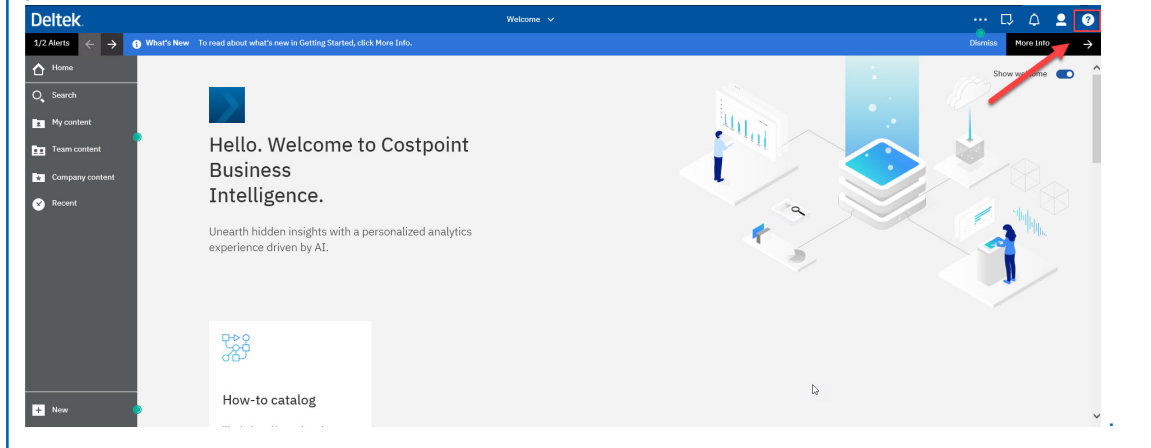 Deltek
Welcome
1/2 Alerts
What's New To read about what's new in Getting Started, click More Info.
Dismiss
More Info
Home
Show welcome
Search
My content
Team content
Company content
Recent
Hello. Welcome to Costpoint
Business
Intelligence.
Unearth hidden insights with a personalized analytics
experience driven by AI.
How-to catalog
New